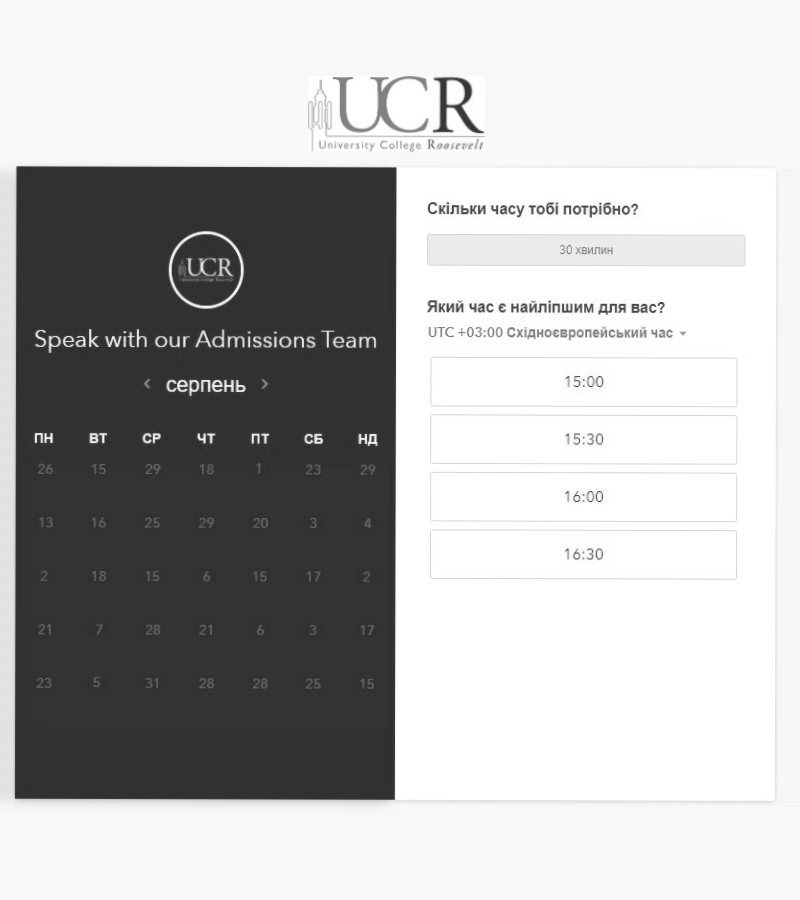 UCR
University College Roosevelt
UCR
University College Roosevelt
Speak with our Admissions Team
серпень
ПН ВТ СР ЧТ ПТ СБ НД
26 15 29 18 1 23 29
13 16 25 29 20 3 4
2 18 15 6 15 17 2
21 7 28 21 6 3 17
23 5 31 28 28 25 15
Скільки часу тобі потрібно?
30 хвилин
Який час є найліпшим для вас?
UTC +03:00 Східноєвропейський час
15:00
15:30
16:00
16:30